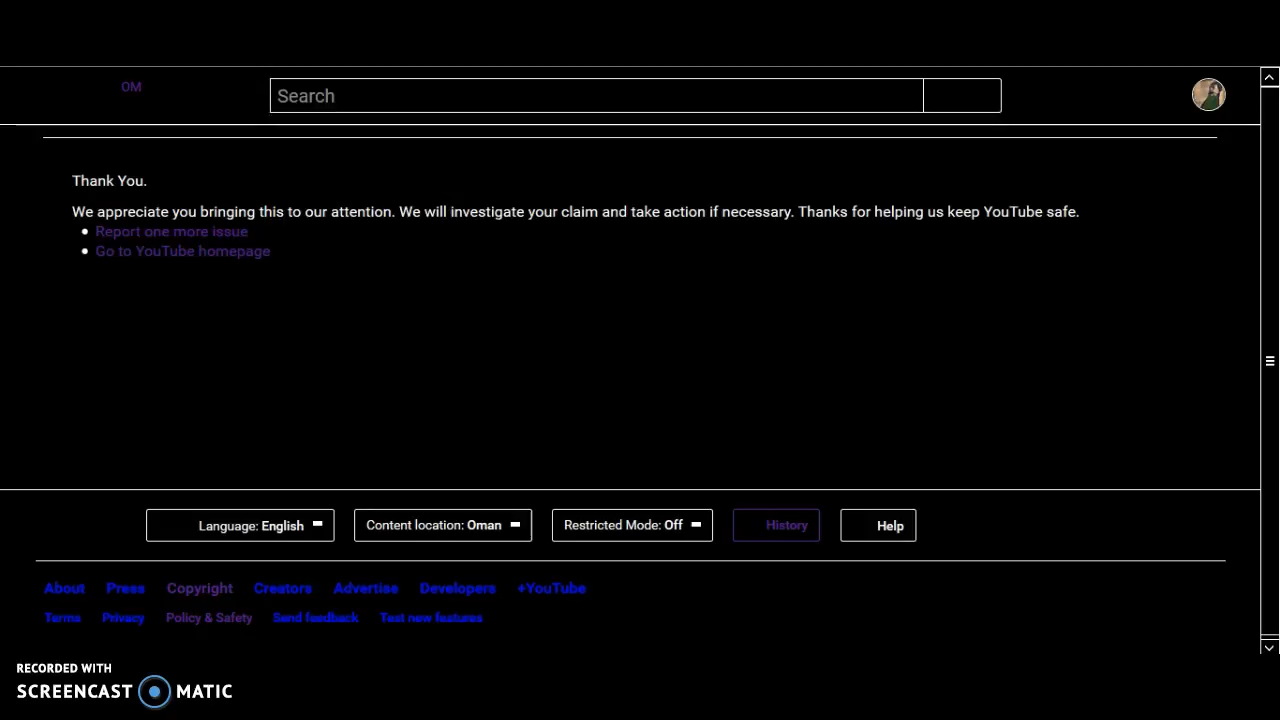 OM
Search
Thank You.
We appreciate you bringing this to our attention. We will investigate your claim and take action if necessary. Thanks for helping us keep YouTube safe.
Report one more issue
Go to YouTube homepage
Language: English
Content location: Oman
Restricted Mode: Off
History
Help
About Press Copyright Creators Advertise Developers +YouTube
Terms Privacy Policy & Safety Send feedback Test new features
RECORDED WITH
SCREENCAST MATIC